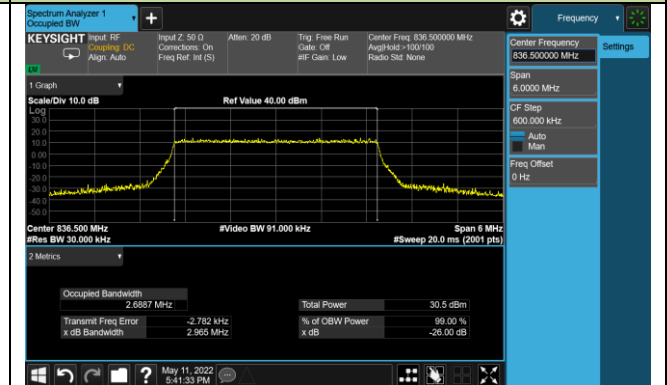 Spectrum Analyzer 1
Occupied BW
Frequency
KEYSIGHT
Input: RF
Coupling: DC
Align: Auto
Input Z: 50 Ω
Corrections: On
Freq Ref: Int (S)
Atten: 20 dB
Trig: Free Run
Gate: Off
#IF Gain: Low
Center Freq: 836.500000 MHz
Avg|Hold:>100/100
Radio Std: None
LM
Center Frequency
836.500000 MHz
Settings
Span
6.0000 MHz
CF Step
600.000 kHz
Auto
Man
Freq Offset
0 Hz
1 Graph
Scale/Div 10.0 dB
Ref Value 40.00 dBm
Log
30.0
20.0
10.0
0.00
-10.0
-20.0
-30.0
-40.0
-50.0
Center 836.500 MHz
#Video BW 91.000 kHz
Span 6 MHz
#Res BW 30.000 kHz
#Sweep 20.0 ms (2001 pts)
2 Metrics
Occupied Bandwidth
2.6887 MHz
Total Power
30.5 dBm
Transmit Freq Error
-2.782 kHz
% of OBW Power
99.00 %
x dB Bandwidth
2.965 MHz
x dB
-26.00 dB
May 11, 2022
5:41:33 PM